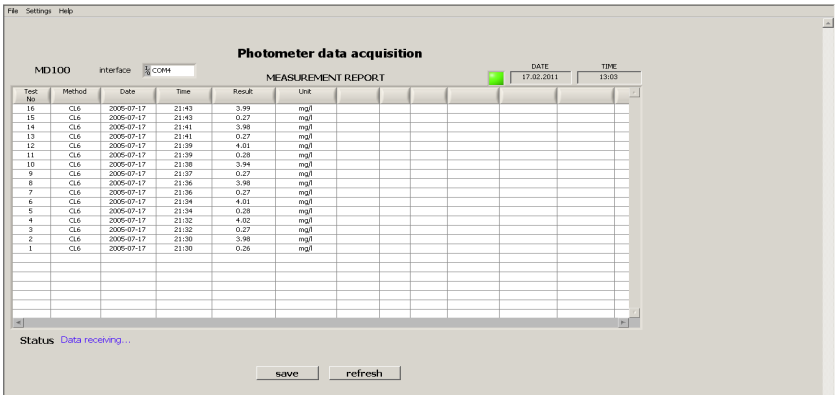 File Settings Help
Photometer data acquisition
MD100 interface COM4 DATE TIME
MEASUREMENT REPORT 17.02.2011 13:03
Test No Method Date Time Result Unit
16 CL6 2005-07-17 21:43 3.99 mg/l
15 CL6 2005-07-17 21:43 0.27 mg/l
14 CL6 2005-07-17 21:41 3.98 mg/l
13 CL6 2005-07-17 21:41 0.27 mg/l
12 CL6 2005-07-17 21:39 4.01 mg/l
11 CL6 2005-07-17 21:39 0.28 mg/l
10 CL6 2005-07-17 21:38 3.94 mg/l
9 CL6 2005-07-17 21:37 0.27 mg/l
8 CL6 2005-07-17 21:36 3.98 mg/l
7 CL6 2005-07-17 21:36 0.27 mg/l
6 CL6 2005-07-17 21:34 4.01 mg/l
5 CL6 2005-07-17 21:34 0.28 mg/l
4 CL6 2005-07-17 21:32 4.02 mg/l
3 CL6 2005-07-17 21:32 0.27 mg/l
2 CL6 2005-07-17 21:30 3.98 mg/l
1 CL6 2005-07-17 21:30 0.26 mg/l
Status Data receiving...
save refresh